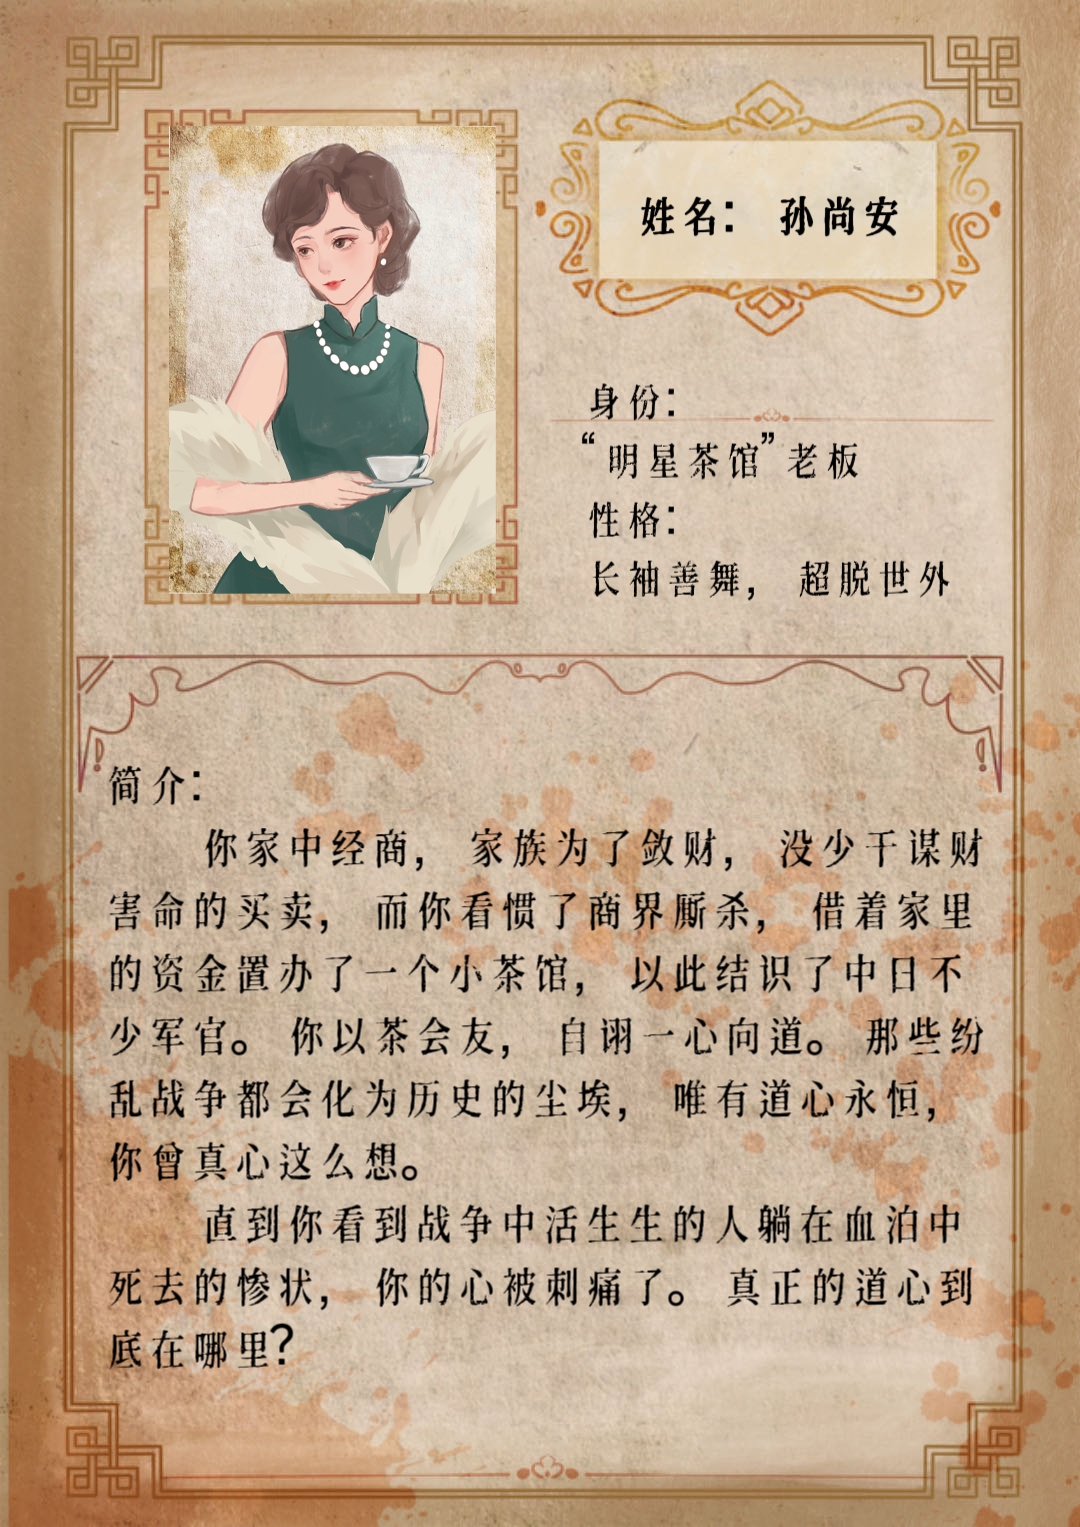 姓名： 孙尚安
身份：
“明星茶馆”老板
性格：
长袖善舞， 超脱世外
简介：
你家中经商， 家族为了敛财， 没少干谋财
害命的买卖， 而你看惯了商界厮杀， 借着家里
的资金置办了一个小茶馆， 以此结识了中日不
少军官。 你以茶会友， 自诩一心向道。 那些纷
乱战争都会化为历史的尘埃， 唯有道心永恒，
你曾真心这么想。
直到你看到战争中活生生的人躺在血泊中
死去的惨状， 你的心被刺痛了。 真正的道心到
底在哪里？